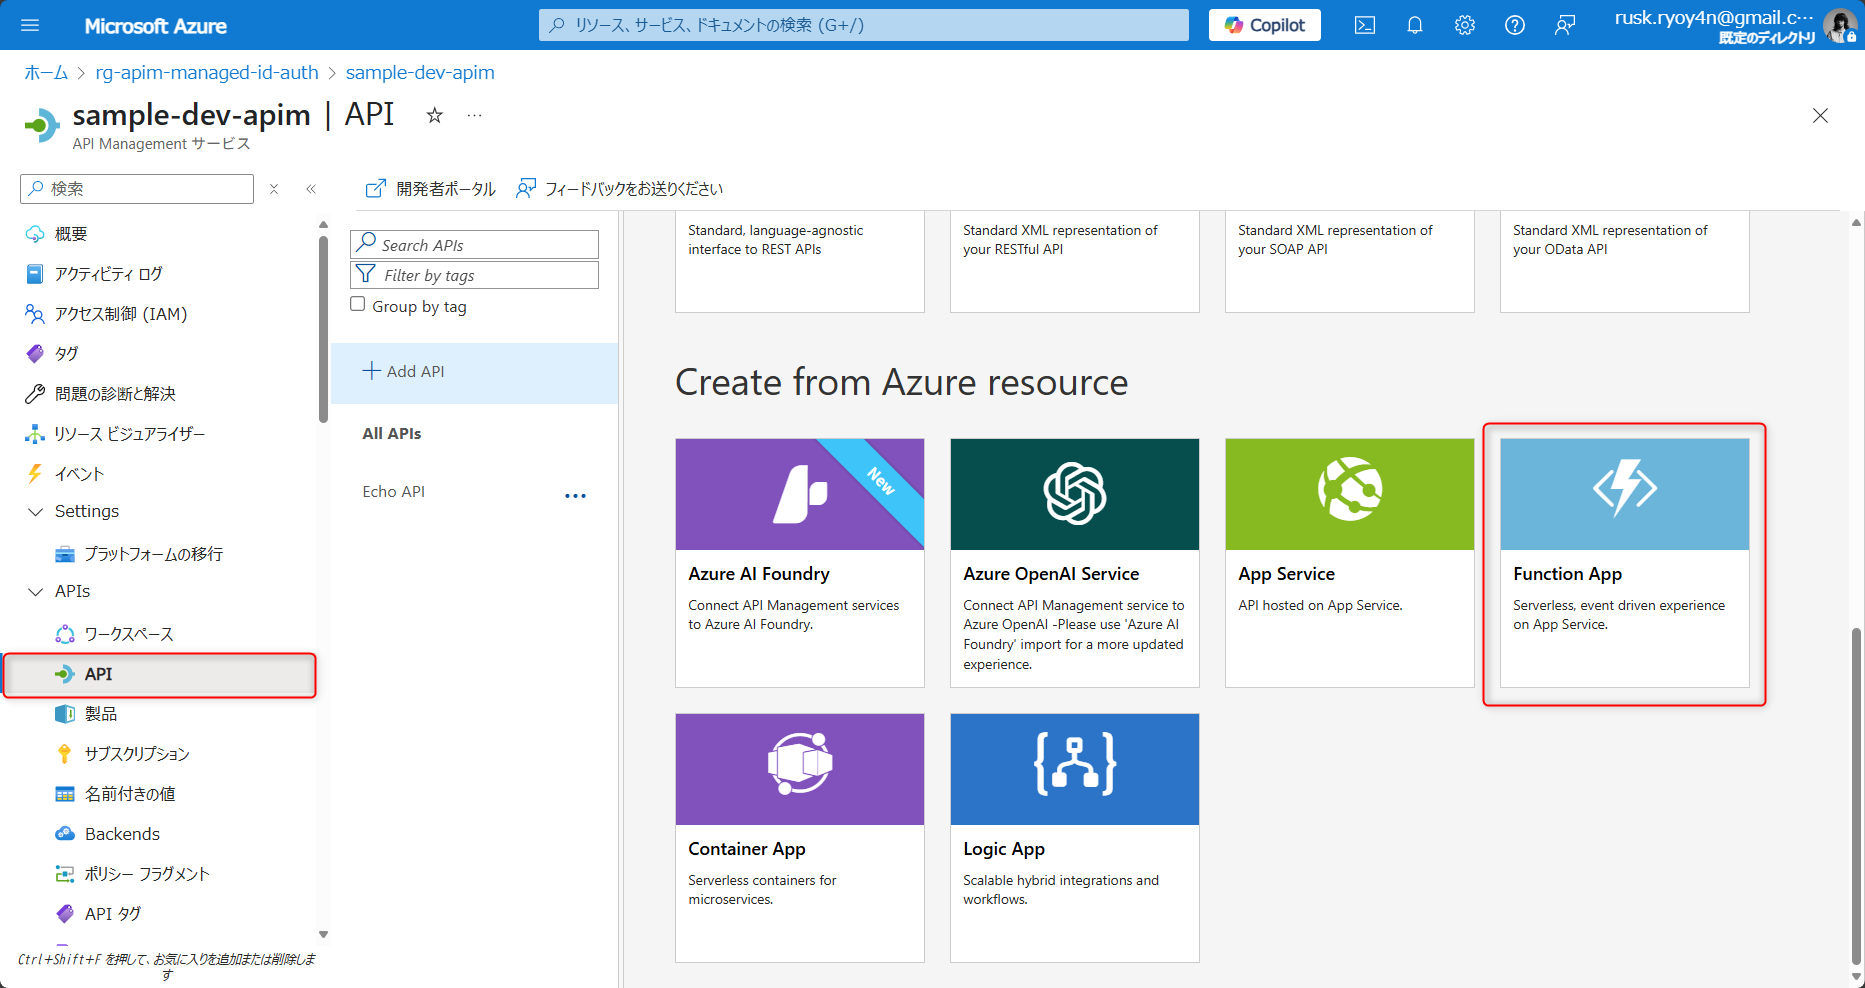 Microsoft Azure
リソース、サービス、ドキュメントの検索 (G+/)
Copilot
rusk.ryoy4n@gmail.c…
既定のディレクトリ
ホーム > rg-apim-managed-id-auth > sample-dev-apim
sample-dev-apim | API
API Management サービス
検索
開発者ポータル
フィードバックをお送りください
概要
アクティビティ ログ
アクセス制御 (IAM)
タグ
問題の診断と解決
リソース ビジュアライザー
イベント
Settings
プラットフォームの移行
APIs
ワークスペース
API
製品
サブスクリプション
名前付きの値
Backends
ポリシー フラグメント
API タグ
Ctrl+Shift+F を押して、お気に入りを追加または削除しま
す
Search APIs
Filter by tags
Group by tag
Add API
All APIs
Echo API
Standard, language-agnostic
interface to REST APIs
Standard XML representation of
your RESTful API
Standard XML representation of
your SOAP API
Standard XML representation of
your OData API
Create from Azure resource
New
Azure AI Foundry
Connect API Management services
to Azure AI Foundry.
Azure OpenAI Service
Connect API Management service to
Azure OpenAI -Please use 'Azure AI
Foundry' import for a more updated
experience.
App Service
API hosted on App Service.
Function App
Serverless, event driven experience
on App Service.
Container App
Serverless containers for
microservices.
Logic App
Scalable hybrid integrations and
workflows.